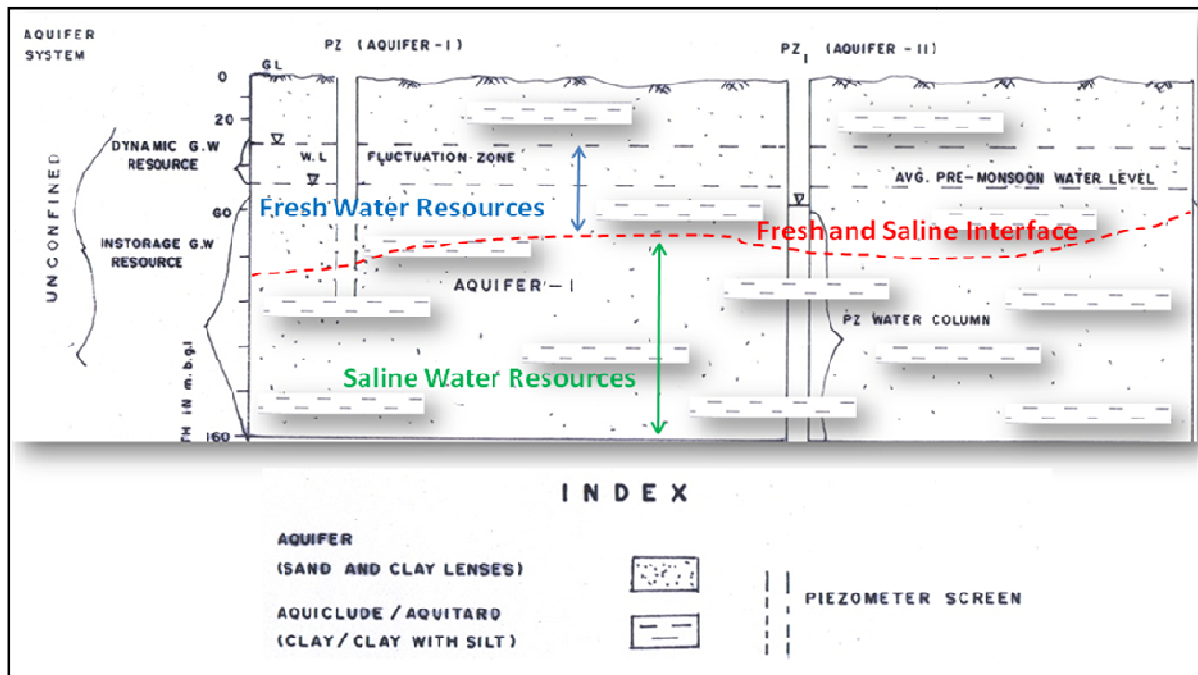 AQUIFER
SYSTEM
PZ (AQUIFER-I)
PZ1 (AQUIFER-II)
GL
0
20
DYNAMIC G.W
RESOURCE
W.L
FLUCTUATION ZONE
AVG. PRE-MONSOON WATER LEVEL
UNCONFINED
60
Fresh Water Resources
Fresh and Saline Interface
INSTORAGE G.W
RESOURCE
AQUIFER-I
PZ WATER COLUMN
Saline Water Resources
IN m.b.g.l
160
INDEX
AQUIFER
(SAND AND CLAY LENSES)
AQUICLUDE/AQUITARD
(CLAY/CLAY WITH SILT)
PIEZOMETER SCREEN